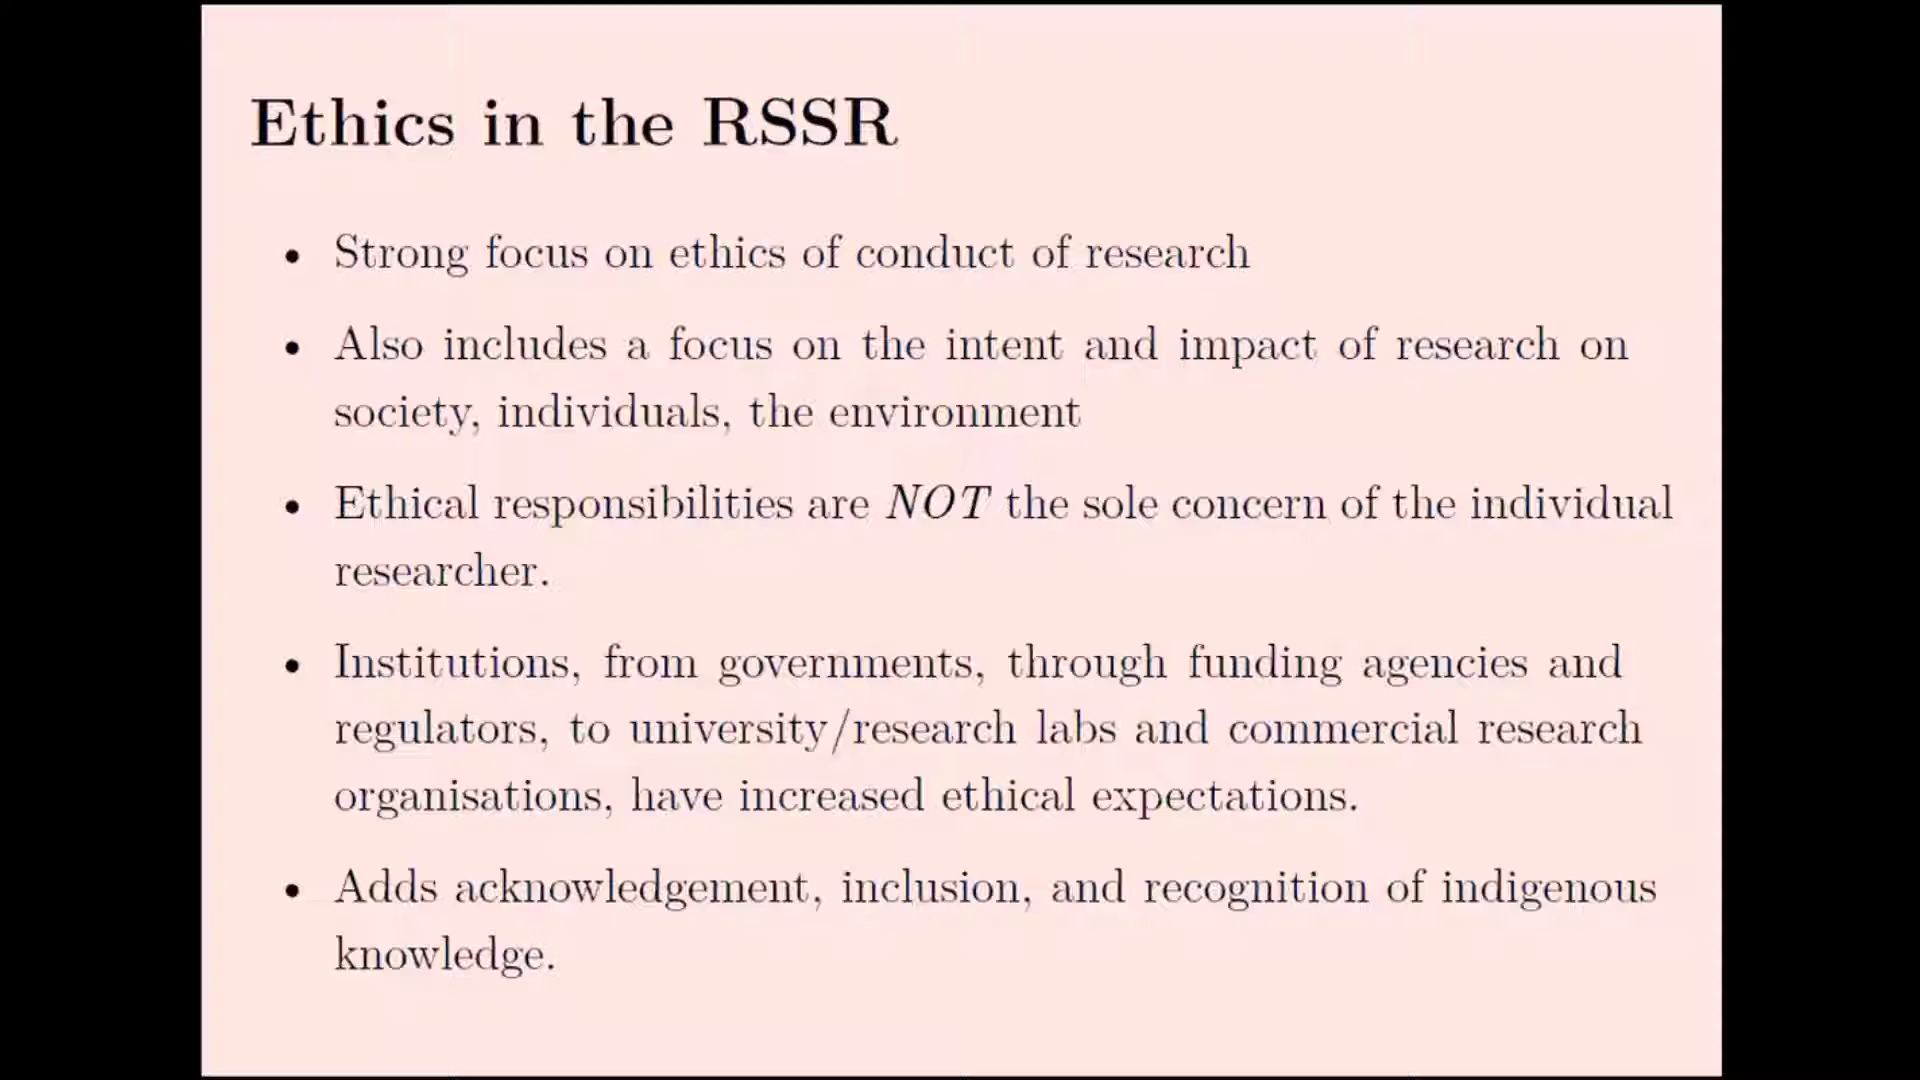 Ethics in the RSSR
• Strong focus on ethics of conduct of research
• Also includes a focus on the intent and impact of research on
society, individuals, the environment
• Ethical responsibilities are NOT the sole concern of the individual
researcher.
• Institutions, from governments, through funding agencies and
regulators, to university/research labs and commercial research
organisations, have increased ethical expectations.
• Adds acknowledgement, inclusion, and recognition of indigenous
knowledge.